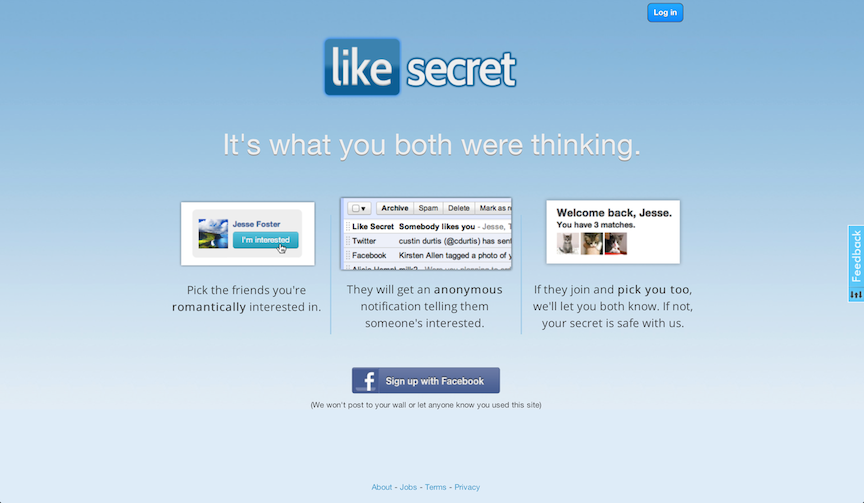 Log in
like secret
It's what you both were thinking.
Jesse Foster
I'm interested
Pick the friends you're
romantically interested in.
Archive Spam Delete Mark as
Like Secret Somebody likes you - Jesse,
Twitter custin durtis (@cdurtis) has sent
Facebook Kirsten Allen tagged a photo of
They will get an anonymous
notification telling them
someone's interested.
Welcome back, Jesse.
You have 3 matches.
If they join and pick you too,
we'll let you both know. If not,
your secret is safe with us.
Feedback
f Sign up with Facebook
(We won't post to your wall or let anyone know you used this site)
About - Jobs - Terms - Privacy